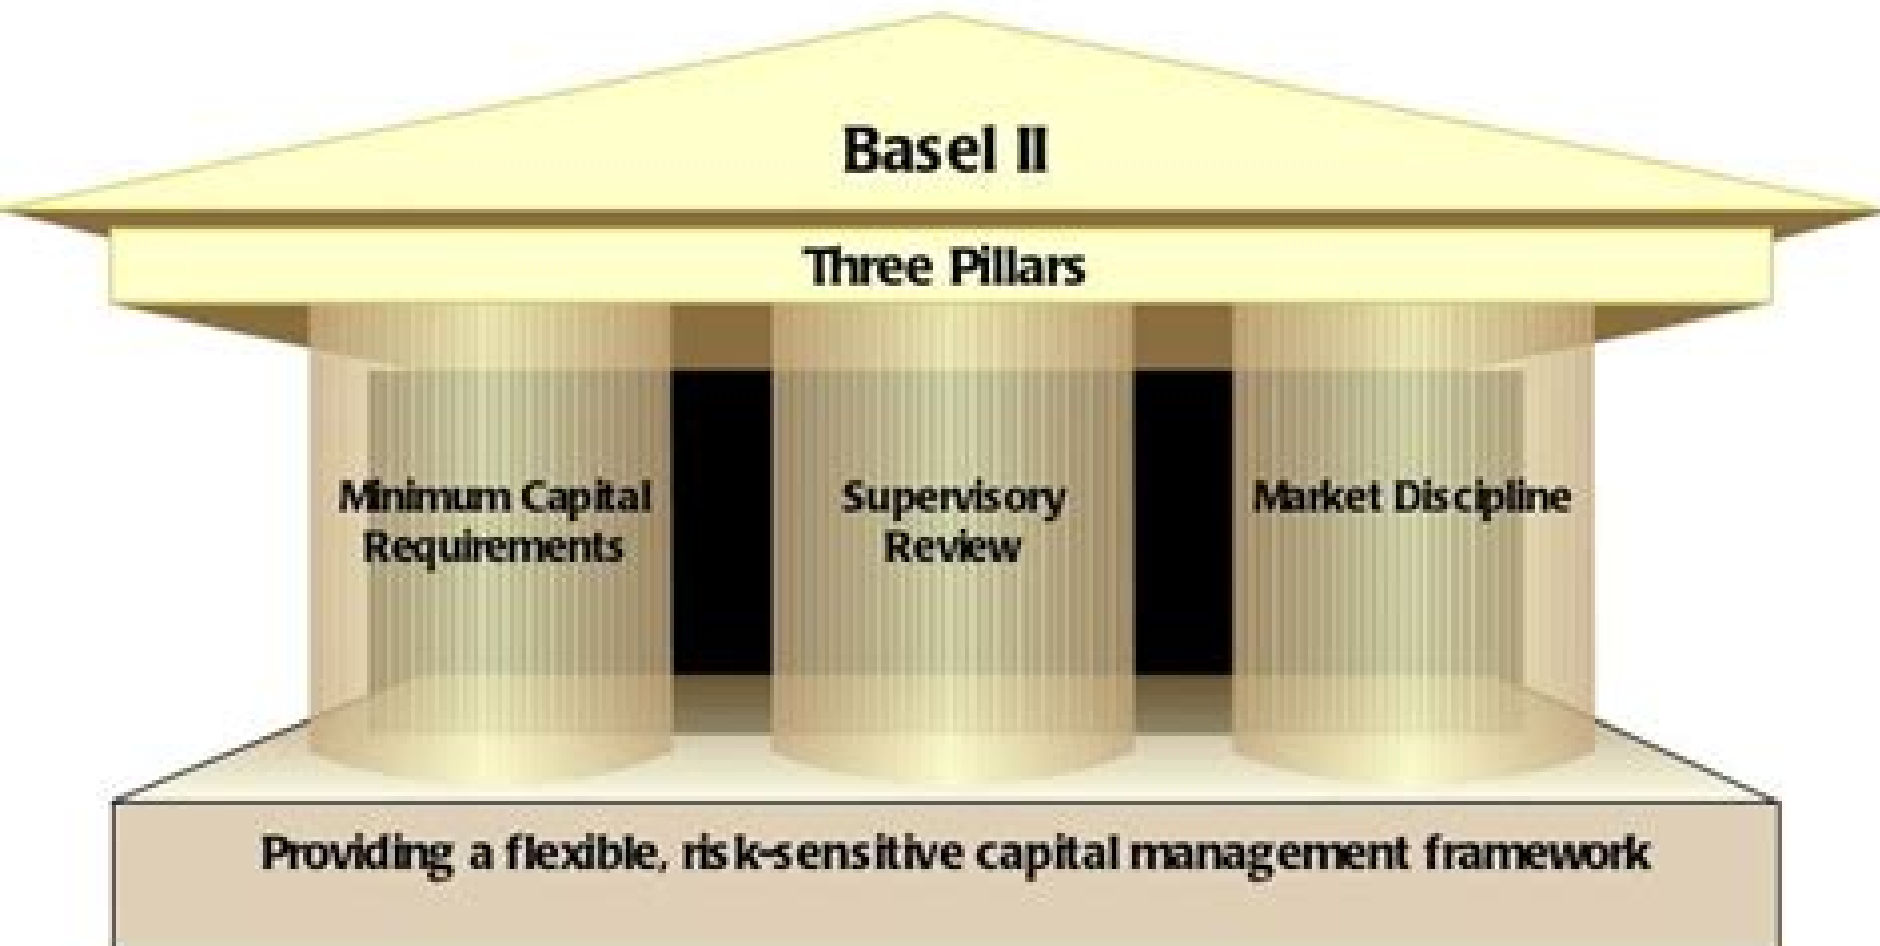 Basel II
Three Pillars
Minimum Capital
Requirements
Supervisory
Review
Market Discipline
Providing a flexible, risk-sensitive capital management framework